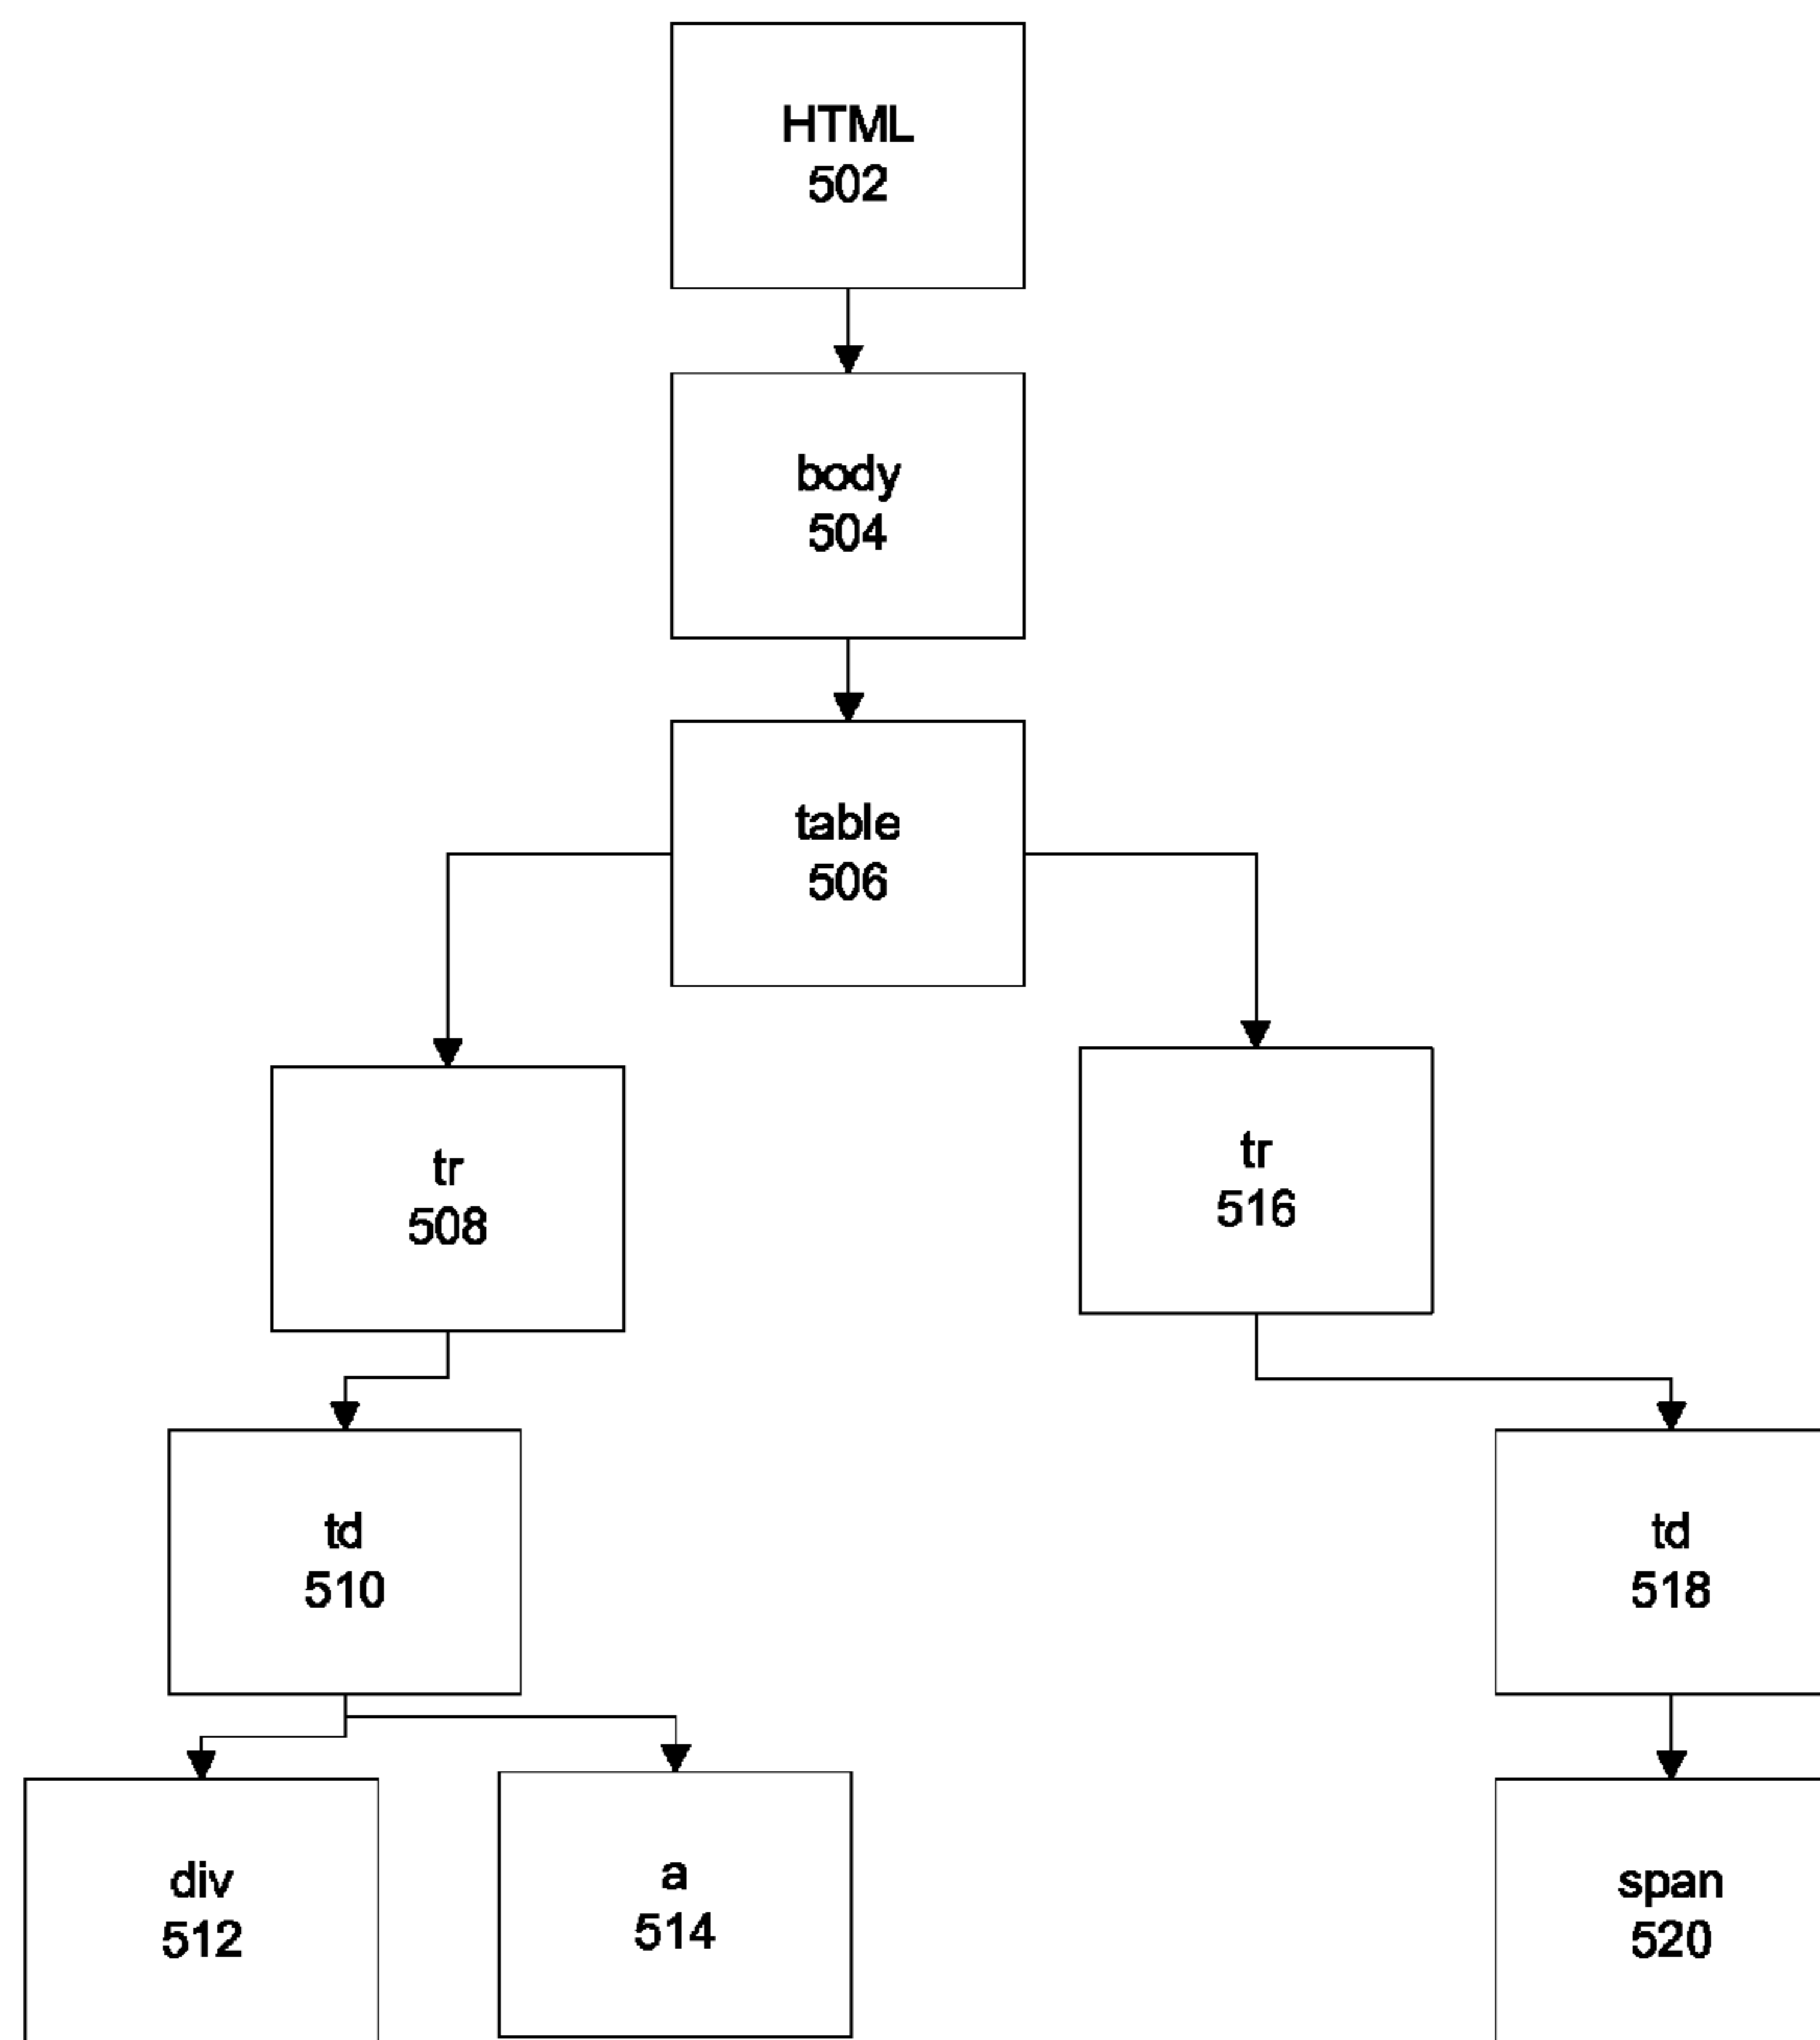 HTML
502
body
504
table
506
tr
508
tr
516
td
510
td
518
div
512
a
514
span
520